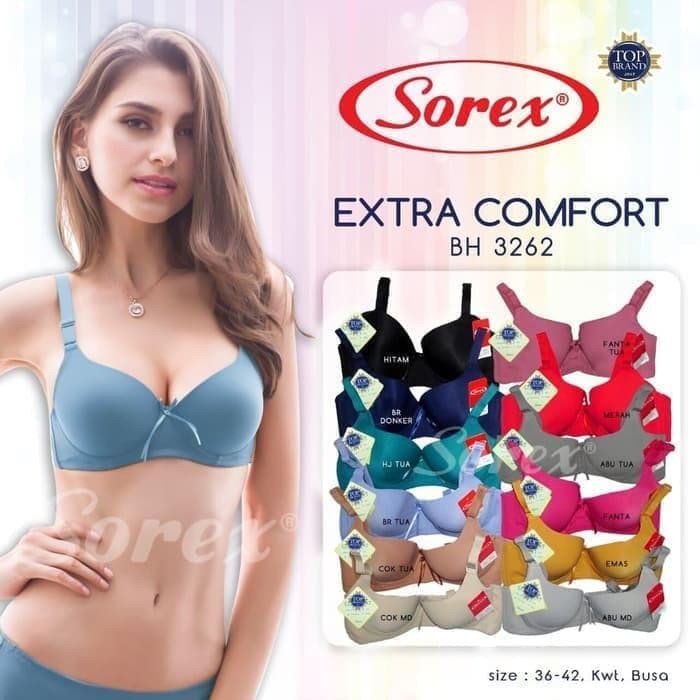 Sorex®
TOP
BRAND
EXTRA COMFORT
BH 3262
HITAM
FANTA
TUA
BR
DONKER
MERAH
HJ TUA
ABU TUA
BR TUA
FANTA
COK TUA
EMAS
COK MD
ABU MD
Sorex®
Sorex®
size : 36-42, Kwt, Busa